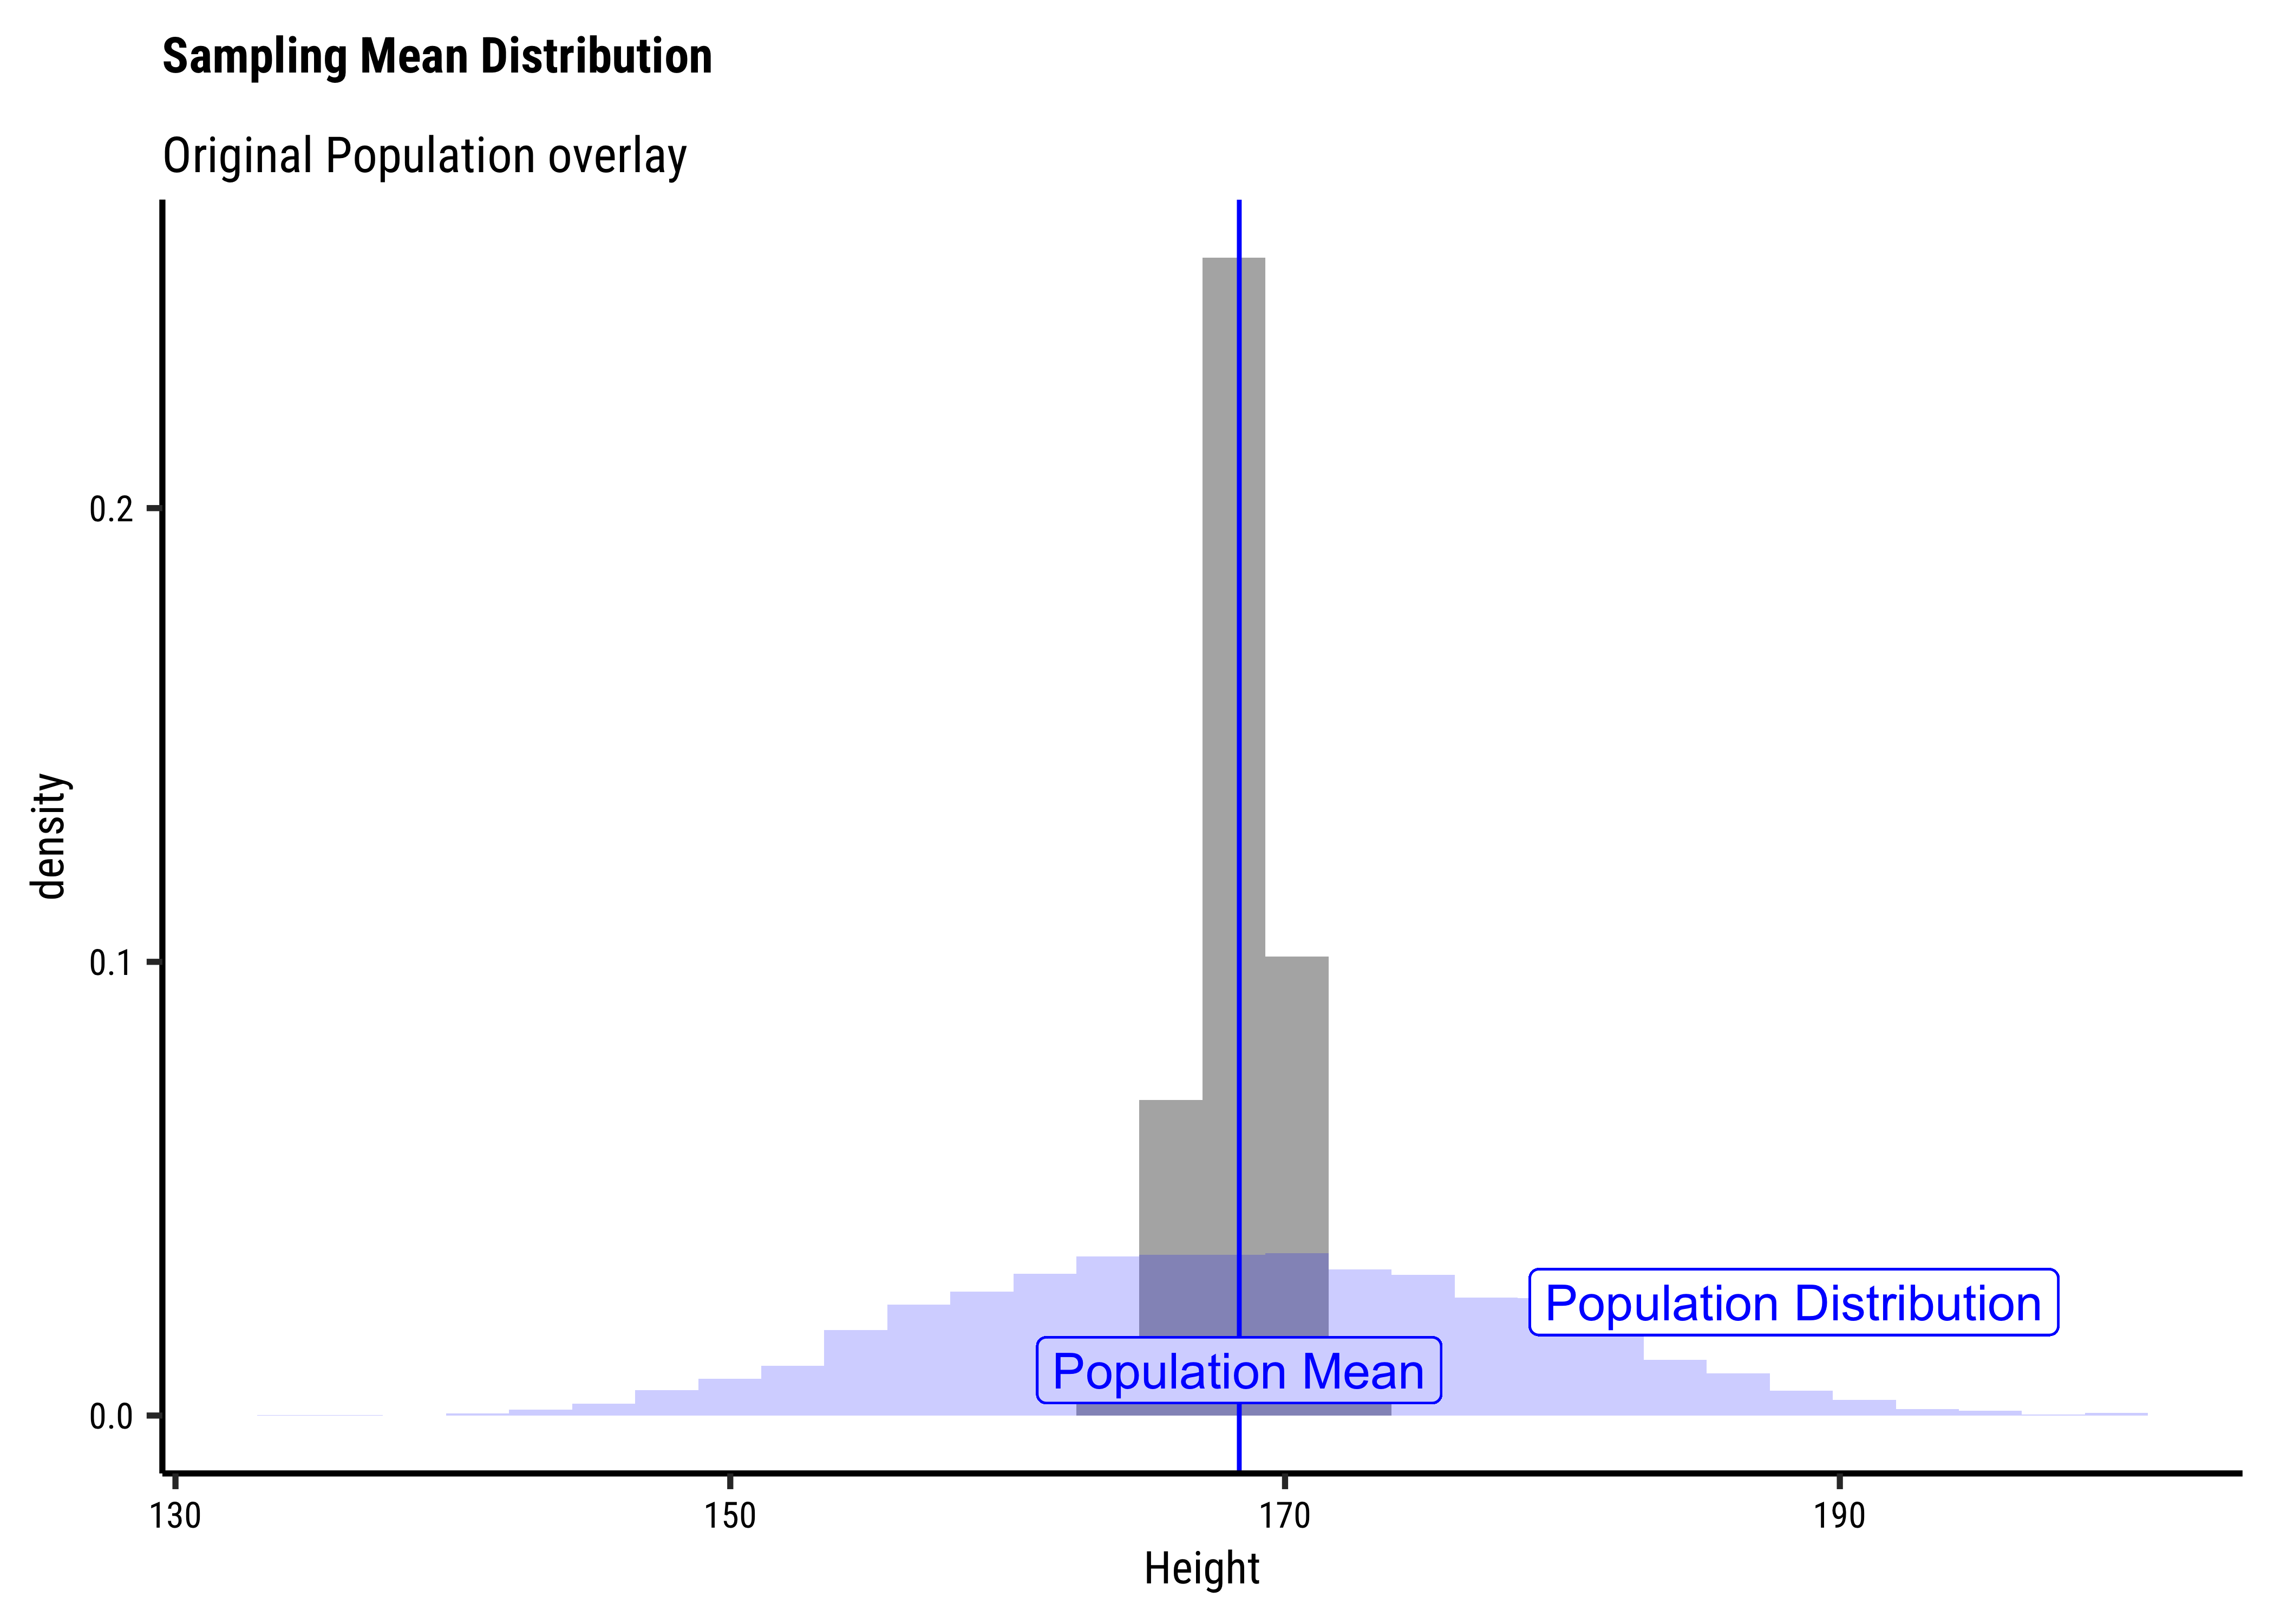 Sampling Mean Distribution
Original Population overlay
density
0.2
0.1
0.0
Population Distribution
Population Mean
130 150 170 190
Height